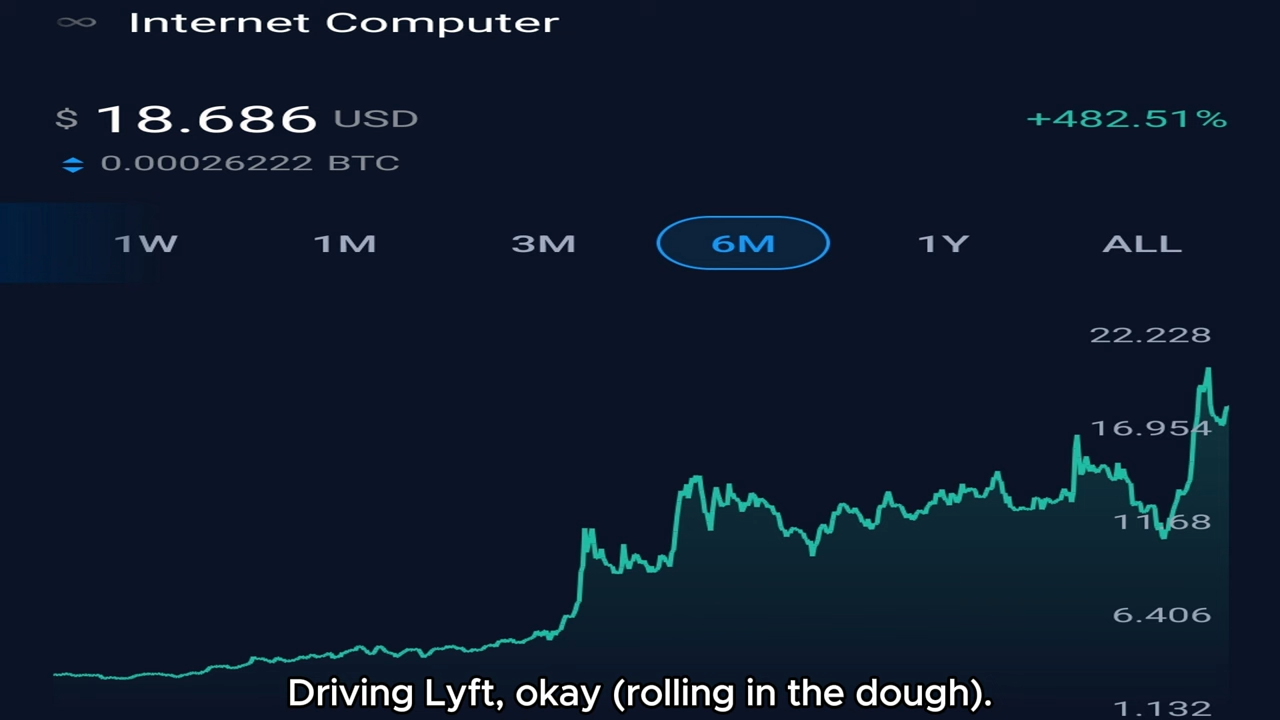 Internet Computer
$ 18.686 USD
+482.51%
0.00026222 BTC
1W 1M 3M 6M 1Y ALL
22.228
16.954
11.68
6.406
Driving Lyft, okay (rolling in the dough).
1.132